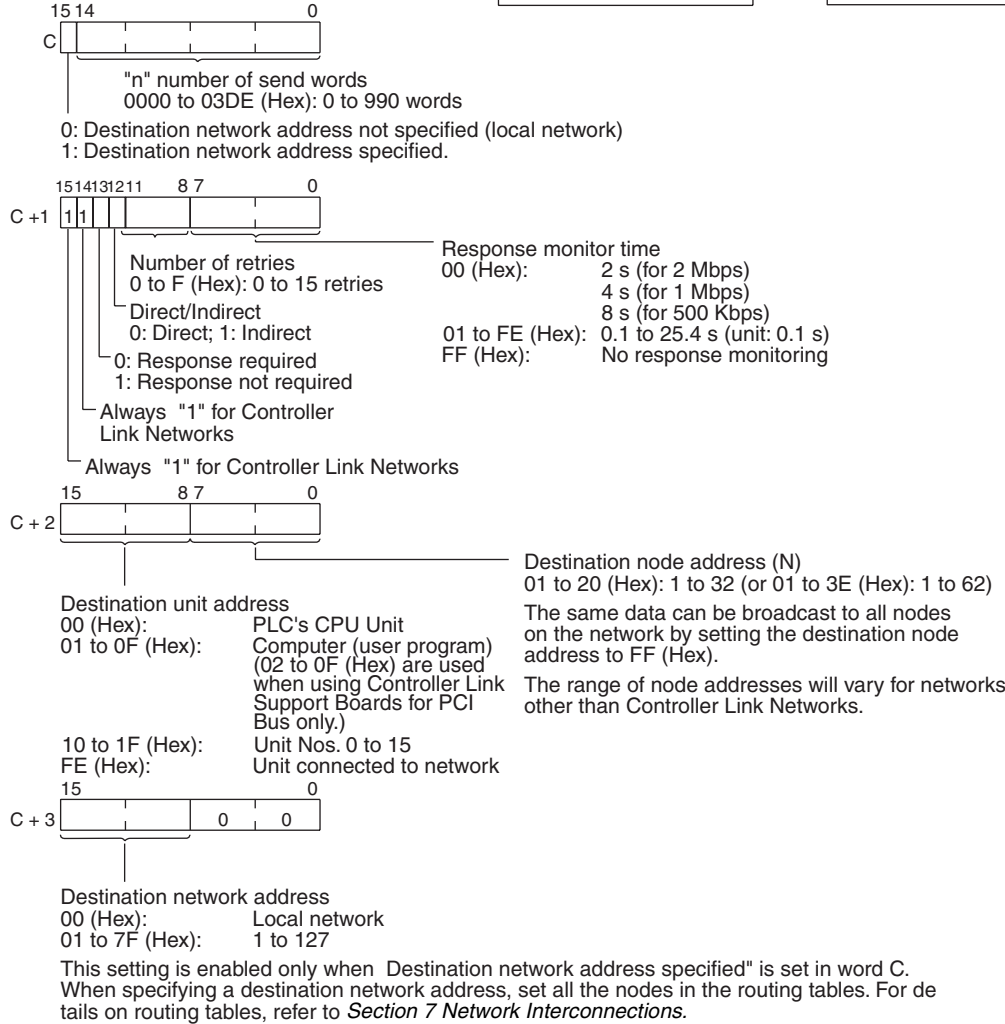 15 14 0
C
"n" number of send words
0000 to 03DE (Hex): 0 to 990 words
0: Destination network address not specified (local network)
1: Destination network address specified.
15 14 13 12 11 8 7 0
C +1 1 1
Response monitor time
00 (Hex): 2 s (for 2 Mbps)
4 s (for 1 Mbps)
8 s (for 500 Kbps)
01 to FE (Hex): 0.1 to 25.4 s (unit: 0.1 s)
FF (Hex): No response monitoring
Number of retries
0 to F (Hex): 0 to 15 retries
Direct/Indirect
0: Direct; 1: Indirect
0: Response required
1: Response not required
Always "1" for Controller
Link Networks
Always "1" for Controller Link Networks
15 8 7 0
C + 2
Destination node address (N)
01 to 20 (Hex): 1 to 32 (or 01 to 3E (Hex): 1 to 62)
The same data can be broadcast to all nodes
on the network by setting the destination node
address to FF (Hex).
The range of node addresses will vary for networks
other than Controller Link Networks.
Destination unit address
00 (Hex): PLC's CPU Unit
01 to 0F (Hex): Computer (user program)
(02 to 0F (Hex) are used
when using Controller Link
Support Boards for PCI
Bus only.)
10 to 1F (Hex): Unit Nos. 0 to 15
FE (Hex): Unit connected to network
15 0
C + 3 0 0
Destination network address
00 (Hex): Local network
01 to 7F (Hex): 1 to 127
This setting is enabled only when Destination network address specified" is set in word C.
When specifying a destination network address, set all the nodes in the routing tables. For de
tails on routing tables, refer to Section 7 Network Interconnections.